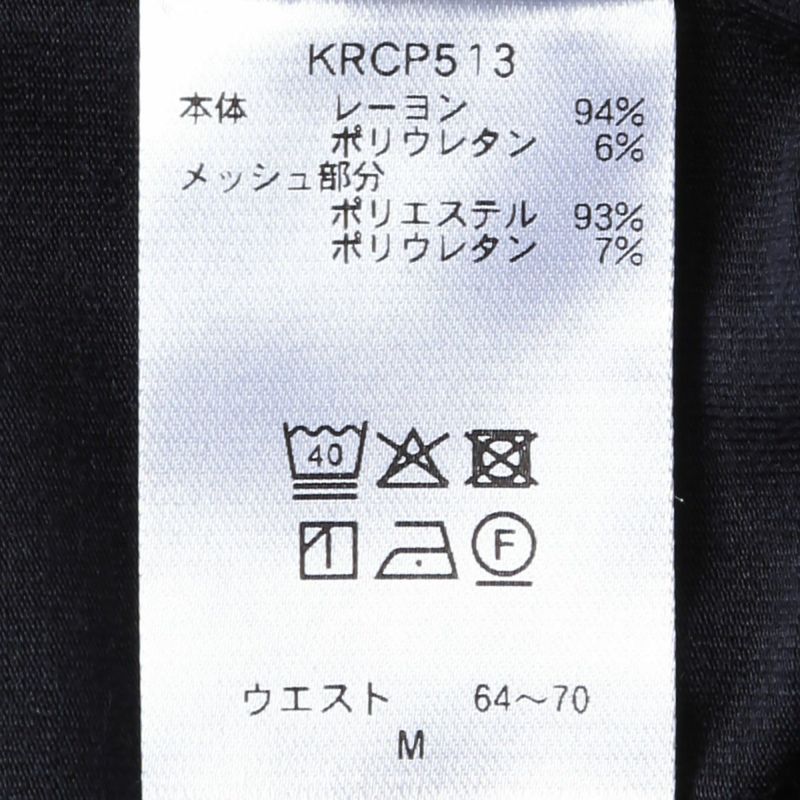 KRCP513
本体 レーヨン 94%
ポリウレタン 6%
メッシュ部分
ポリエステル 93%
ポリウレタン 7%
40
F
ウエスト 64～70
M